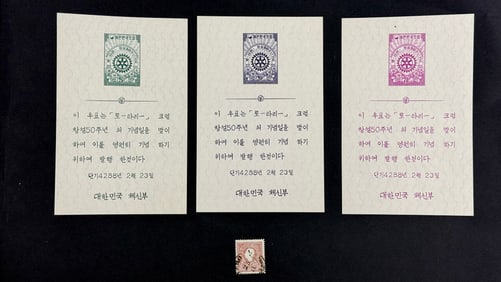 이 우표는 「로ー타리ー」 크럽
창설50주년 의 기념일을 맞이
하여 이를 영원히 기념 하기
위하여 발행 한것이다
단기4288년 2월 23일
대한민국 체신부
이 우표는 「로ー타리ー」 크럽
창설50주년 의 기념일을 맞이
하여 이를 영원히 기념 하기
위하여 발행 한것이다
단기4288년 2월 23일
대한민국 체신부
이 우표는 「로ー타리ー」 크럽
창설50주년 의 기념일을 맞이
하여 이를 영원히 기념 하기
위하여 발행 한것이다
단기4288년 2월 23일
대한민국 체신부